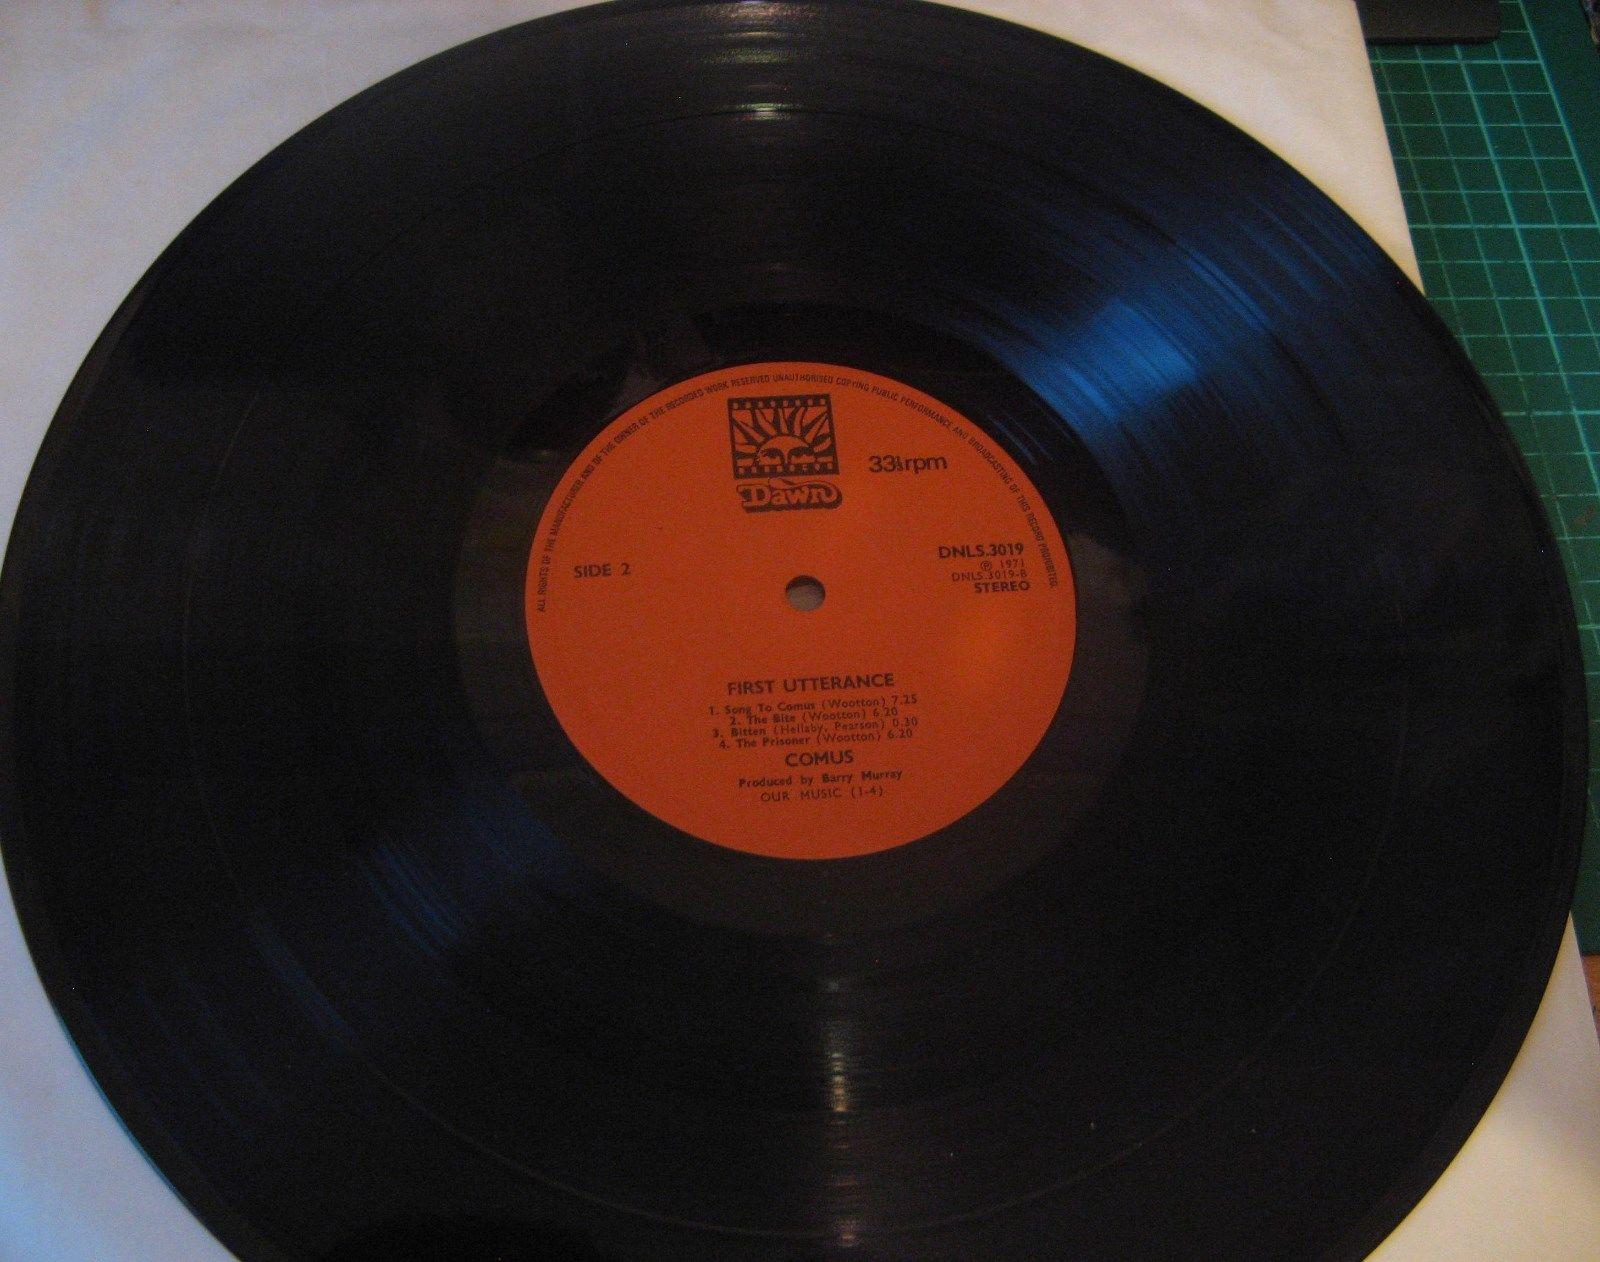 ALL RIGHTS OF THE MANUFACTURER AND OF THE OWNER OF THE RECORDED WORK RESERVED UNAUTHORISED COPYING PUBLIC PERFORMANCE AND BROADCASTING OF THIS RECORD PROHIBITED.
Dawn
33⅓rpm
SIDE 2
DNLS.3019
℗ 1971
DNLS.3019-B
STEREO
FIRST UTTERANCE
1. Song To Comus (Wootton) 7.25
2. The Bite (Wootton) 6.20
3. Bitten (Hellaby, Pearson) 0.30
4. The Prisoner (Wootton) 6.20
COMUS
Produced by Barry Murray
OUR MUSIC (1-4)